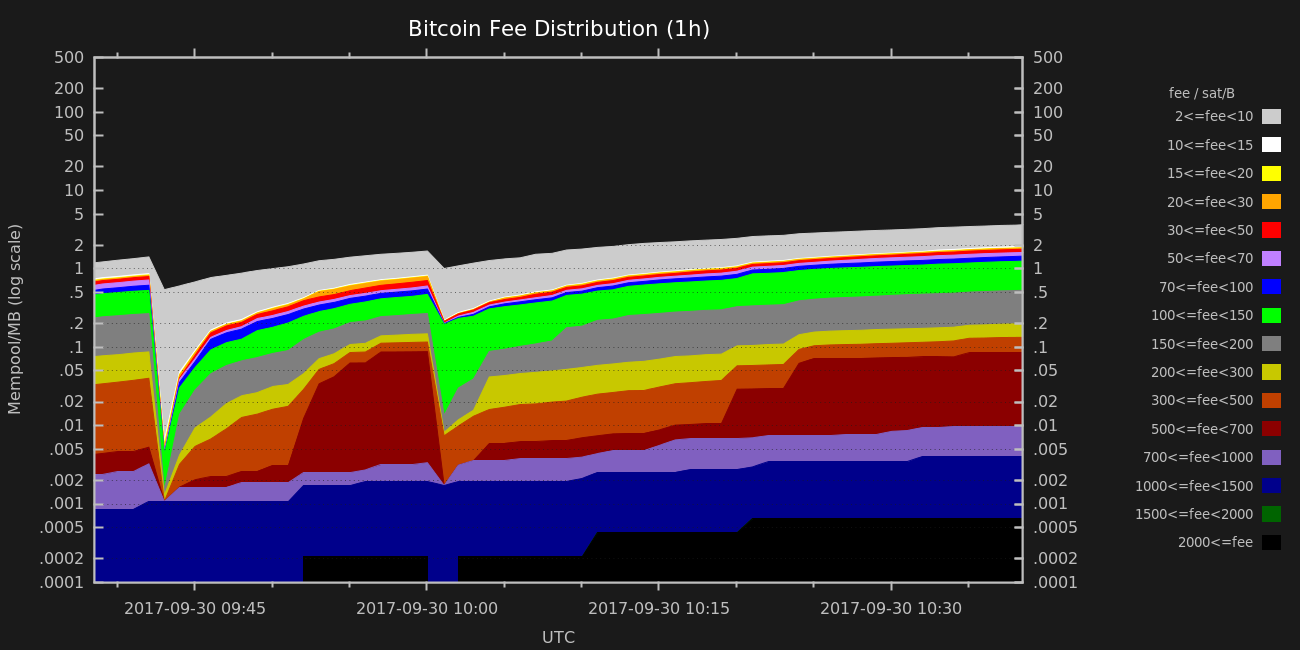 Bitcoin Fee Distribution (1h)
Mempool/MB (log scale)
500
200
100
50
20
10
5
2
1
.5
.2
.1
.05
.02
.01
.005
.002
.001
.0005
.0002
.0001
500
200
100
50
20
10
5
2
1
.5
.2
.1
.05
.02
.01
.005
.002
.001
.0005
.0002
.0001
2017-09-30 09:45
2017-09-30 10:00
2017-09-30 10:15
2017-09-30 10:30
UTC
fee / sat/B
2<=fee<10
10<=fee<15
15<=fee<20
20<=fee<30
30<=fee<50
50<=fee<70
70<=fee<100
100<=fee<150
150<=fee<200
200<=fee<300
300<=fee<500
500<=fee<700
700<=fee<1000
1000<=fee<1500
1500<=fee<2000
2000<=fee